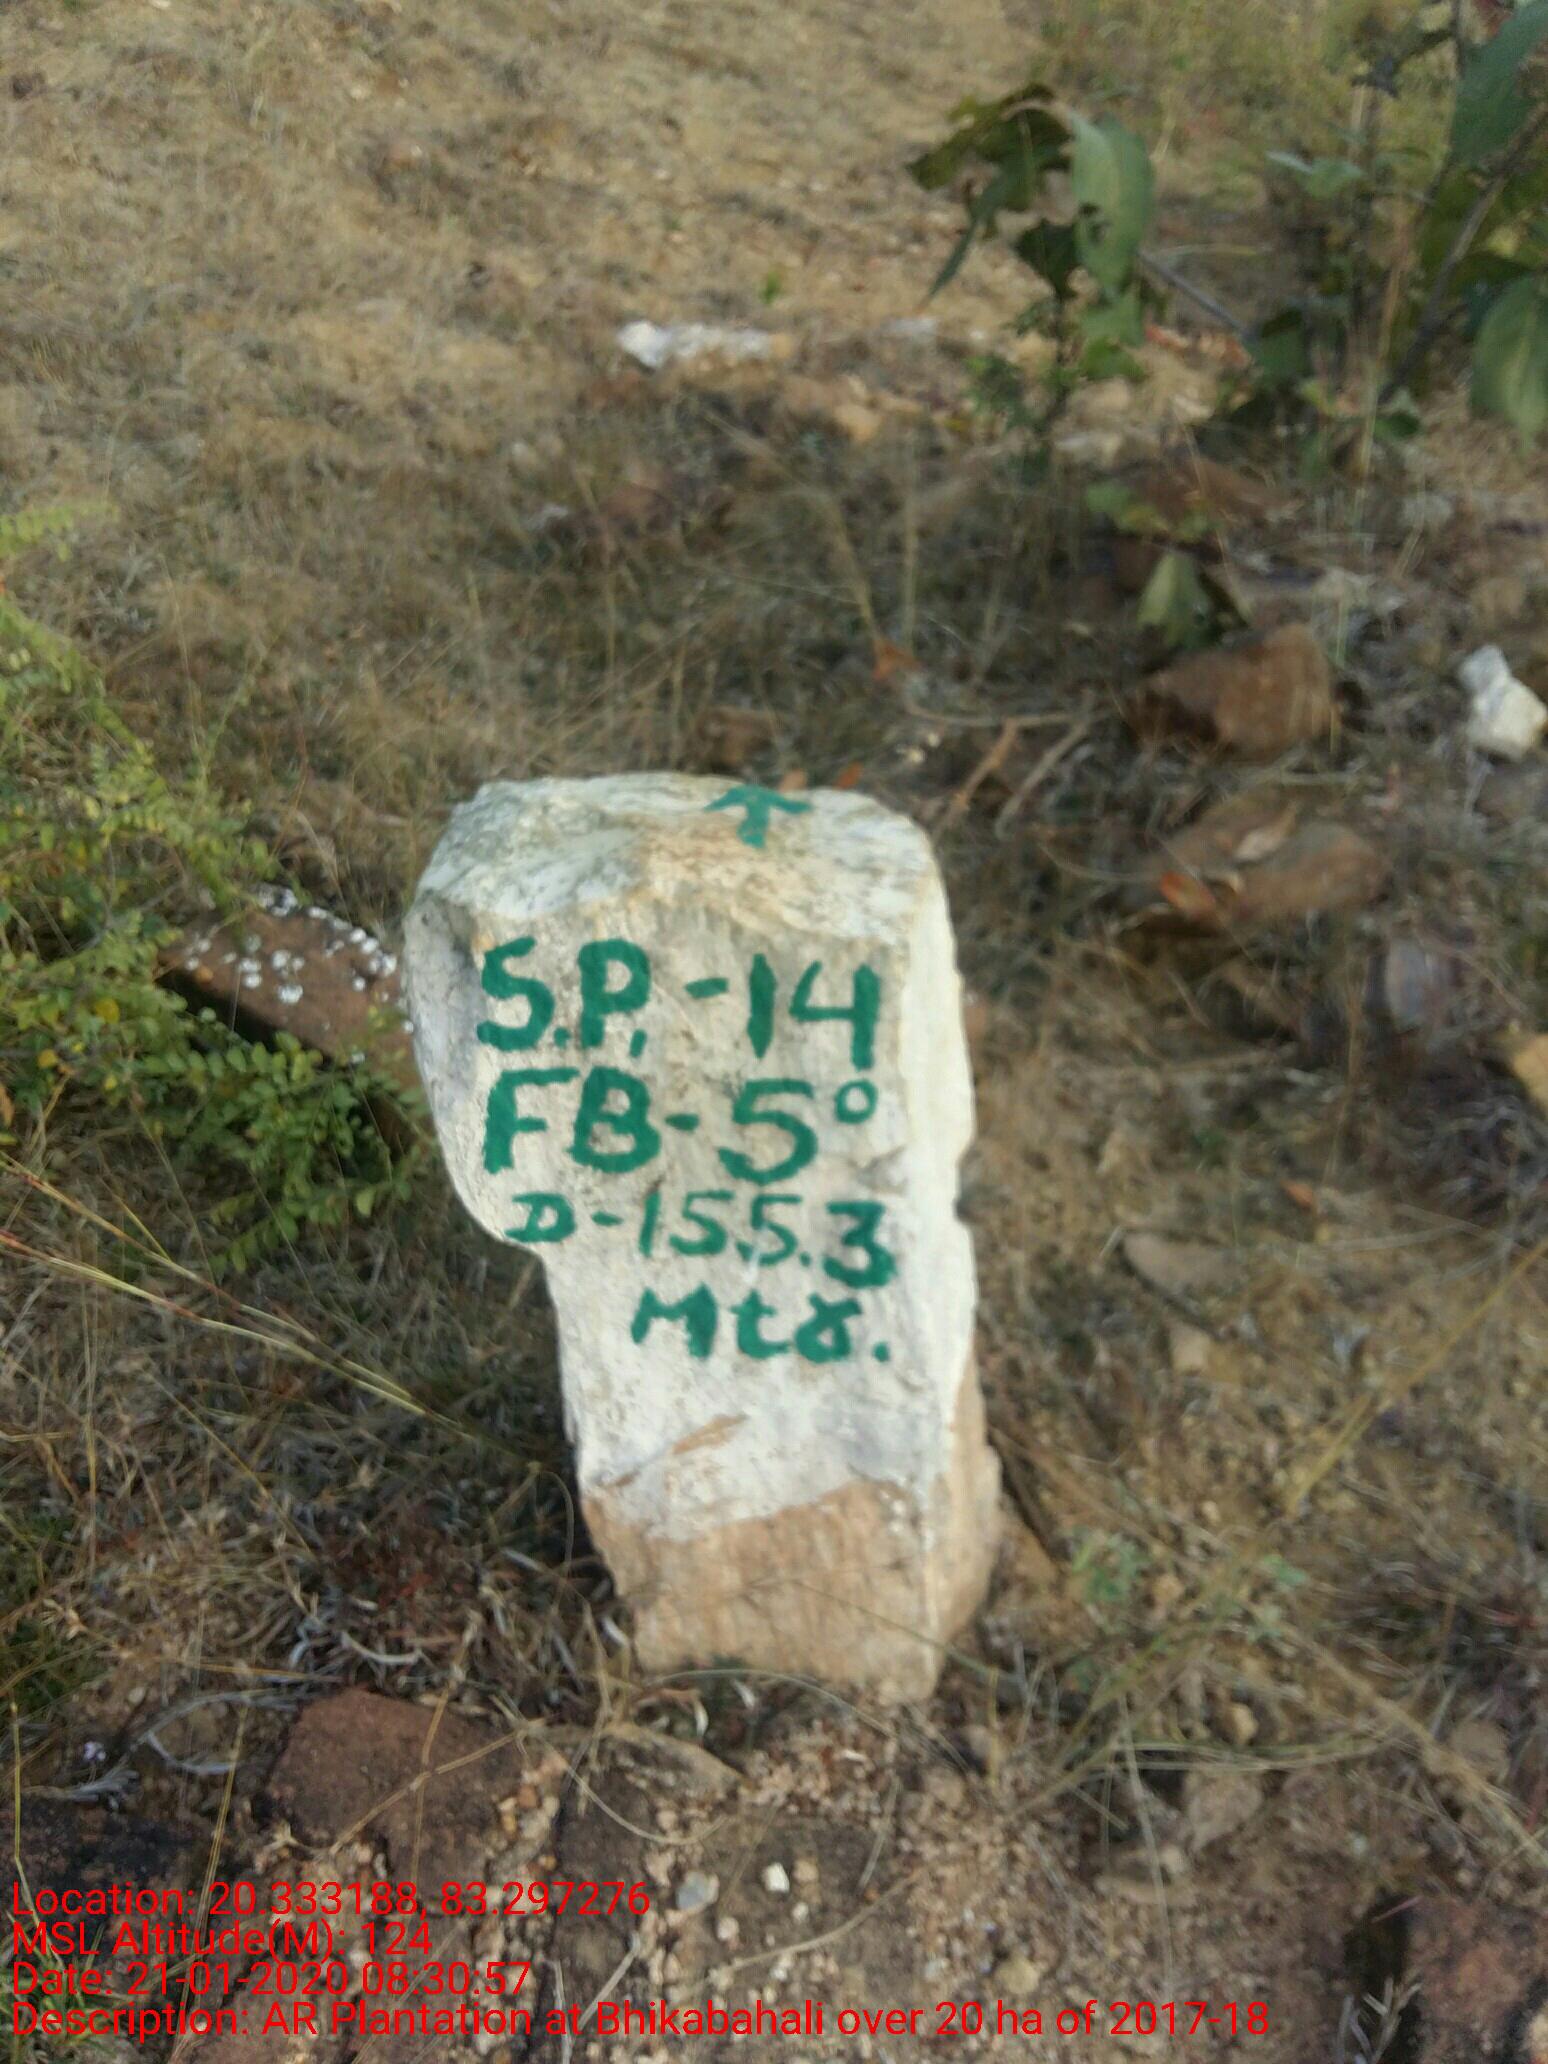 ↑
S.P.-14
FB-5°
D-155.3
Mtr.
Location: 20.333188, 83.297276
MSL Altitude(M): 124
Date: 21-01-2020 08:30:57
Description: AR Plantation at Bhikabahali over 20 ha of 2017-18